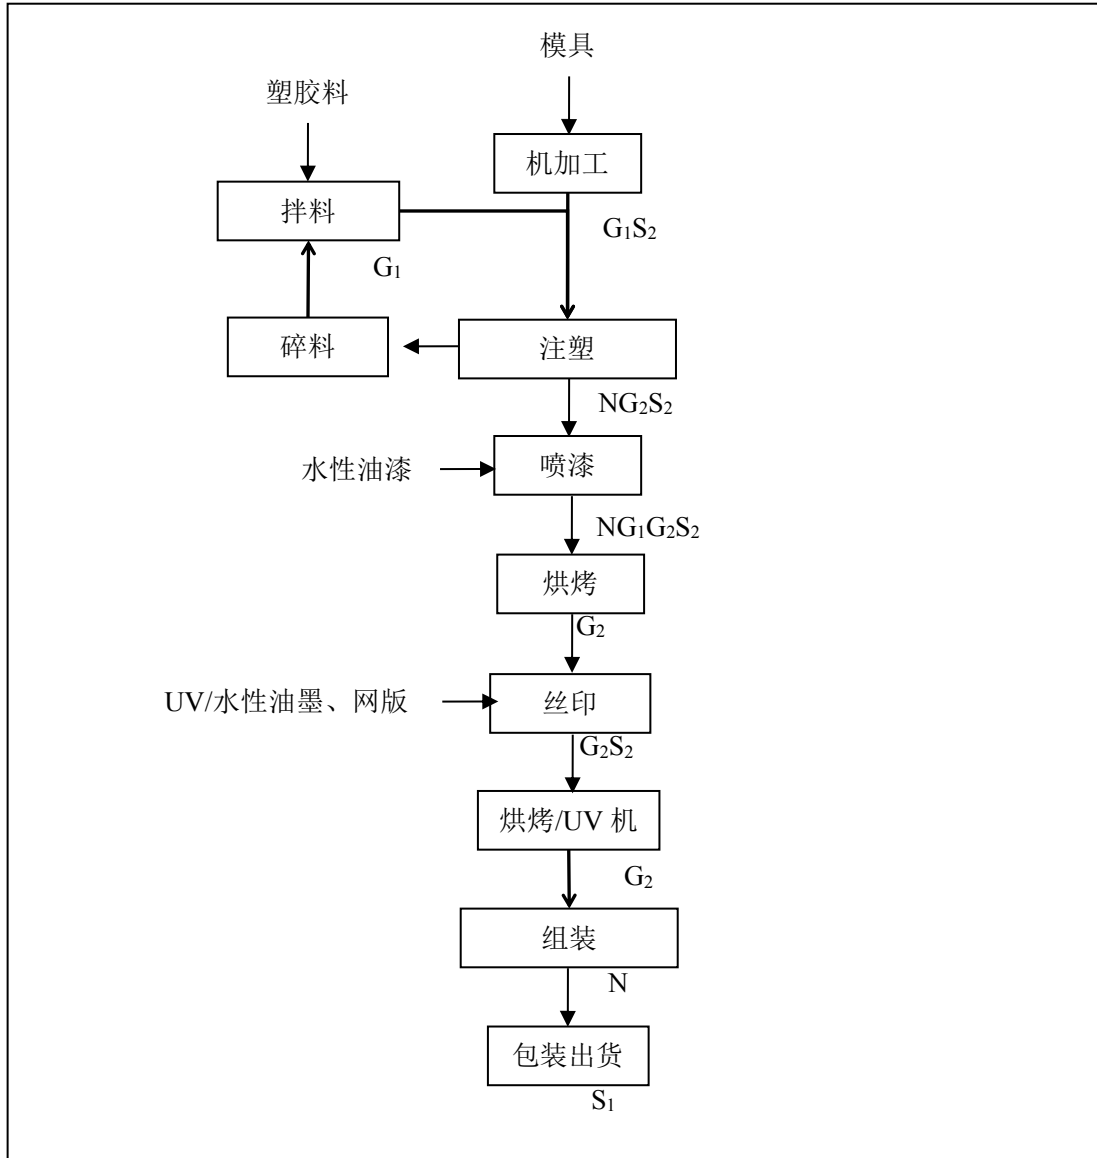 模具
塑胶料
机加工
拌料
G₁S₂
G₁
碎料
注塑
NG₂S₂
水性油漆
喷漆
NG₁G₂S₂
烘烤
G₂
UV/水性油墨、网版
丝印
G₂S₂
烘烤/UV 机
G₂
组装
N
包装出货
S₁